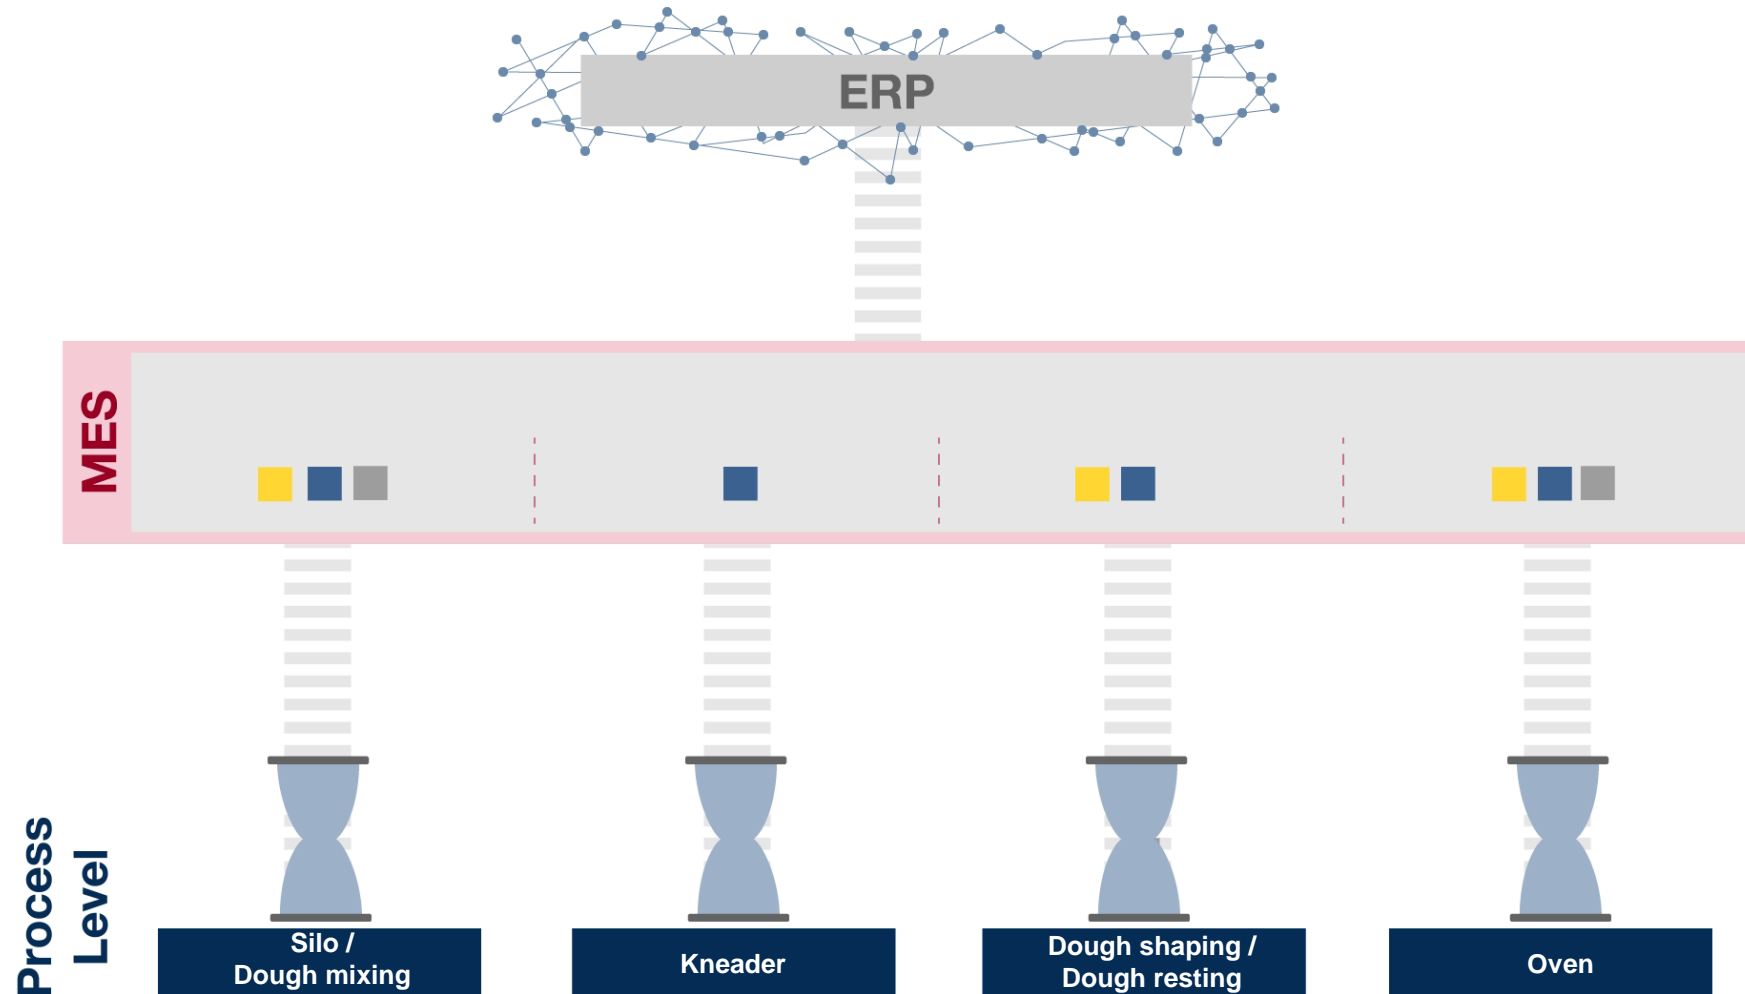 ERP
MES
Process
Level
Silo /
Dough mixing
Kneader
Dough shaping /
Dough resting
Oven